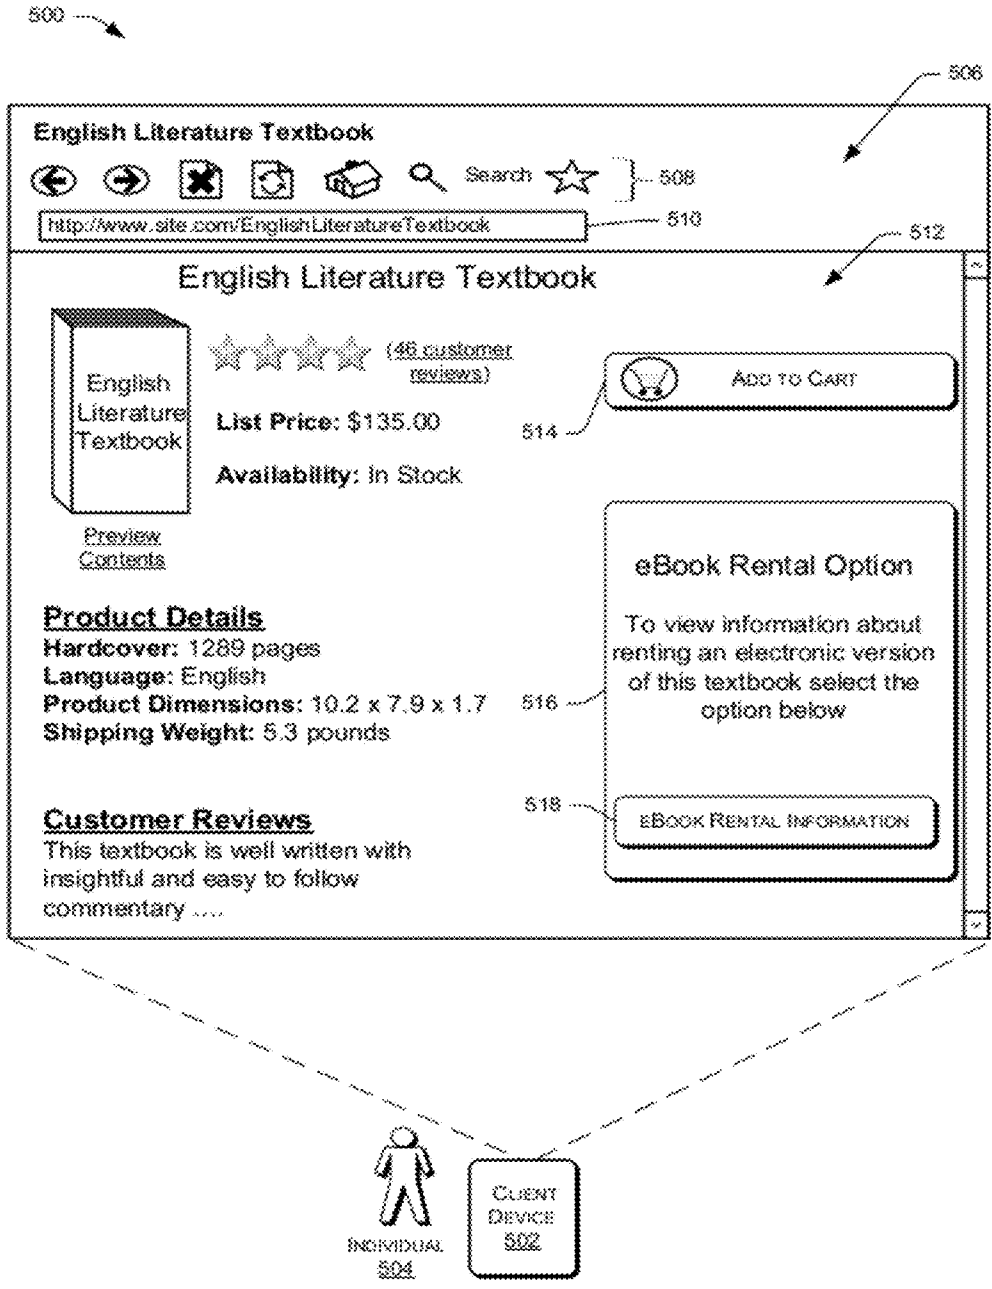 500
506
English Literature Textbook
Search
508
http://www.site.com/EnglishLiteratureTextbook
510
512
English Literature Textbook
English
Literature
Textbook
(46 customer
reviews)
List Price: $135.00
Availability: In Stock
Preview
Contents
ADD TO CART
514
eBook Rental Option
To view information about
renting an electronic version
of this textbook select the
option below
516
518
EBOOK RENTAL INFORMATION
Product Details
Hardcover: 1289 pages
Language: English
Product Dimensions: 10.2 x 7.9 x 1.7
Shipping Weight: 5.3 pounds
Customer Reviews
This textbook is well written with
insightful and easy to follow
commentary ....
INDIVIDUAL
504
CLIENT
DEVICE
502